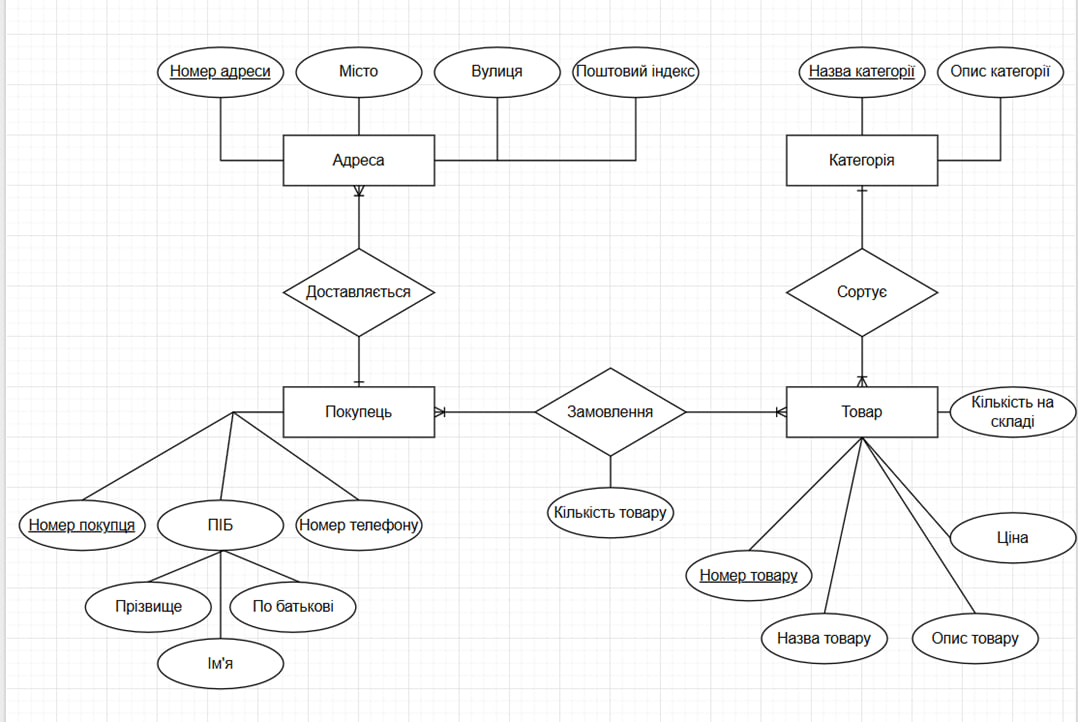 Номер адреси
Місто
Вулиця
Поштовий індекс
Назва категорії
Опис категорії
Адреса
Категорія
Доставляється
Сортує
Покупець
Замовлення
Товар
Кількість на
складі
Номер покупця
ПІБ
Номер телефону
Кількість товару
Ціна
Номер товару
Прізвище
По батькові
Назва товару
Опис товару
Ім'я